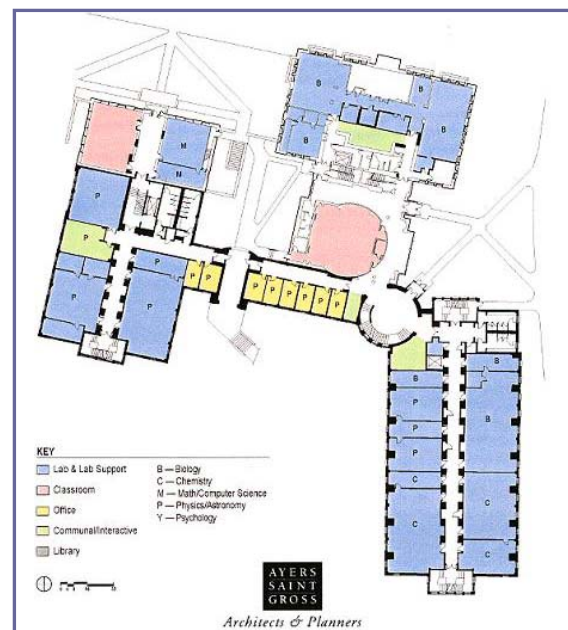 B
B
B
B
M
M
P
P
P
P
P
P
P
P
P
P
P
P
P
P
B
B
P
B
P
P
C
C
C
C
KEY
Lab & Lab Support
Classroom
Office
Communal/Interactive
Library
B — Biology
C — Chemistry
M — Math/Computer Science
P — Physics/Astronomy
Y — Psychology
AYERS
SAINT
GROSS
Architects & Planners